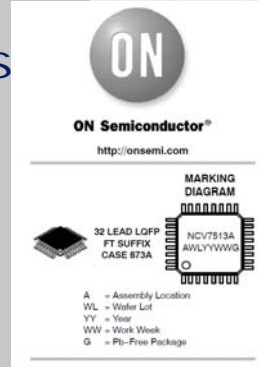 S
ON
ON Semiconductor®
http://onsemi.com
MARKING
DIAGRAM
32 LEAD LQFP
FT SUFFIX
CASE 873A
NCV7513A
AWLYYWWG
A = Assembly Location
WL = Wafer Lot
YY = Year
WW = Work Week
G = Pb-Free Package